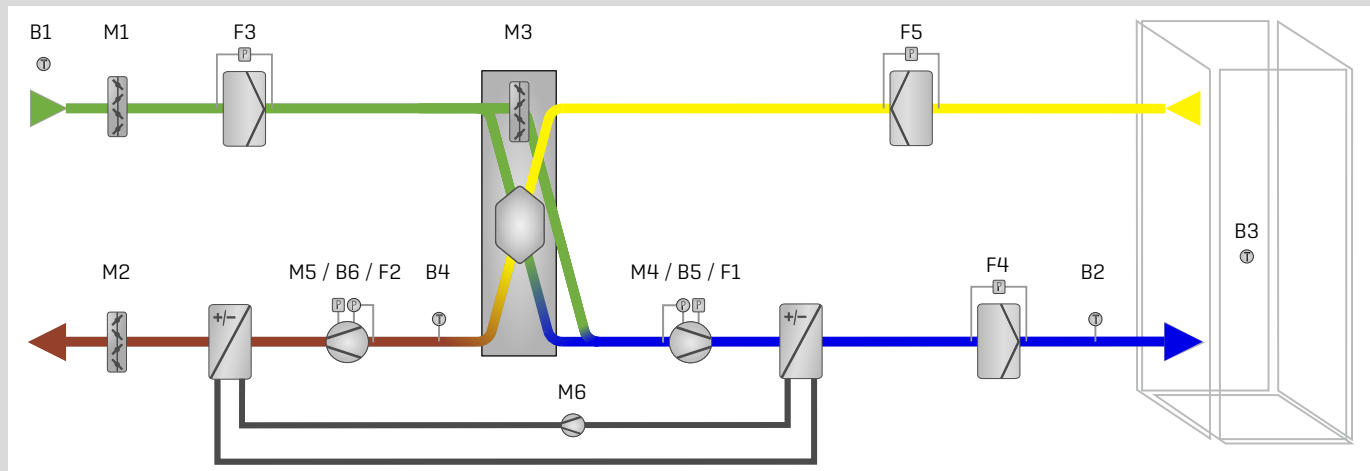 B1 M1 F3 M3 F5
P P
T
B3
T
M2 M5 / B6 / F2 B4 M4 / B5 / F1 F4 B2
P P P P P
+/- +/-
T T
M6